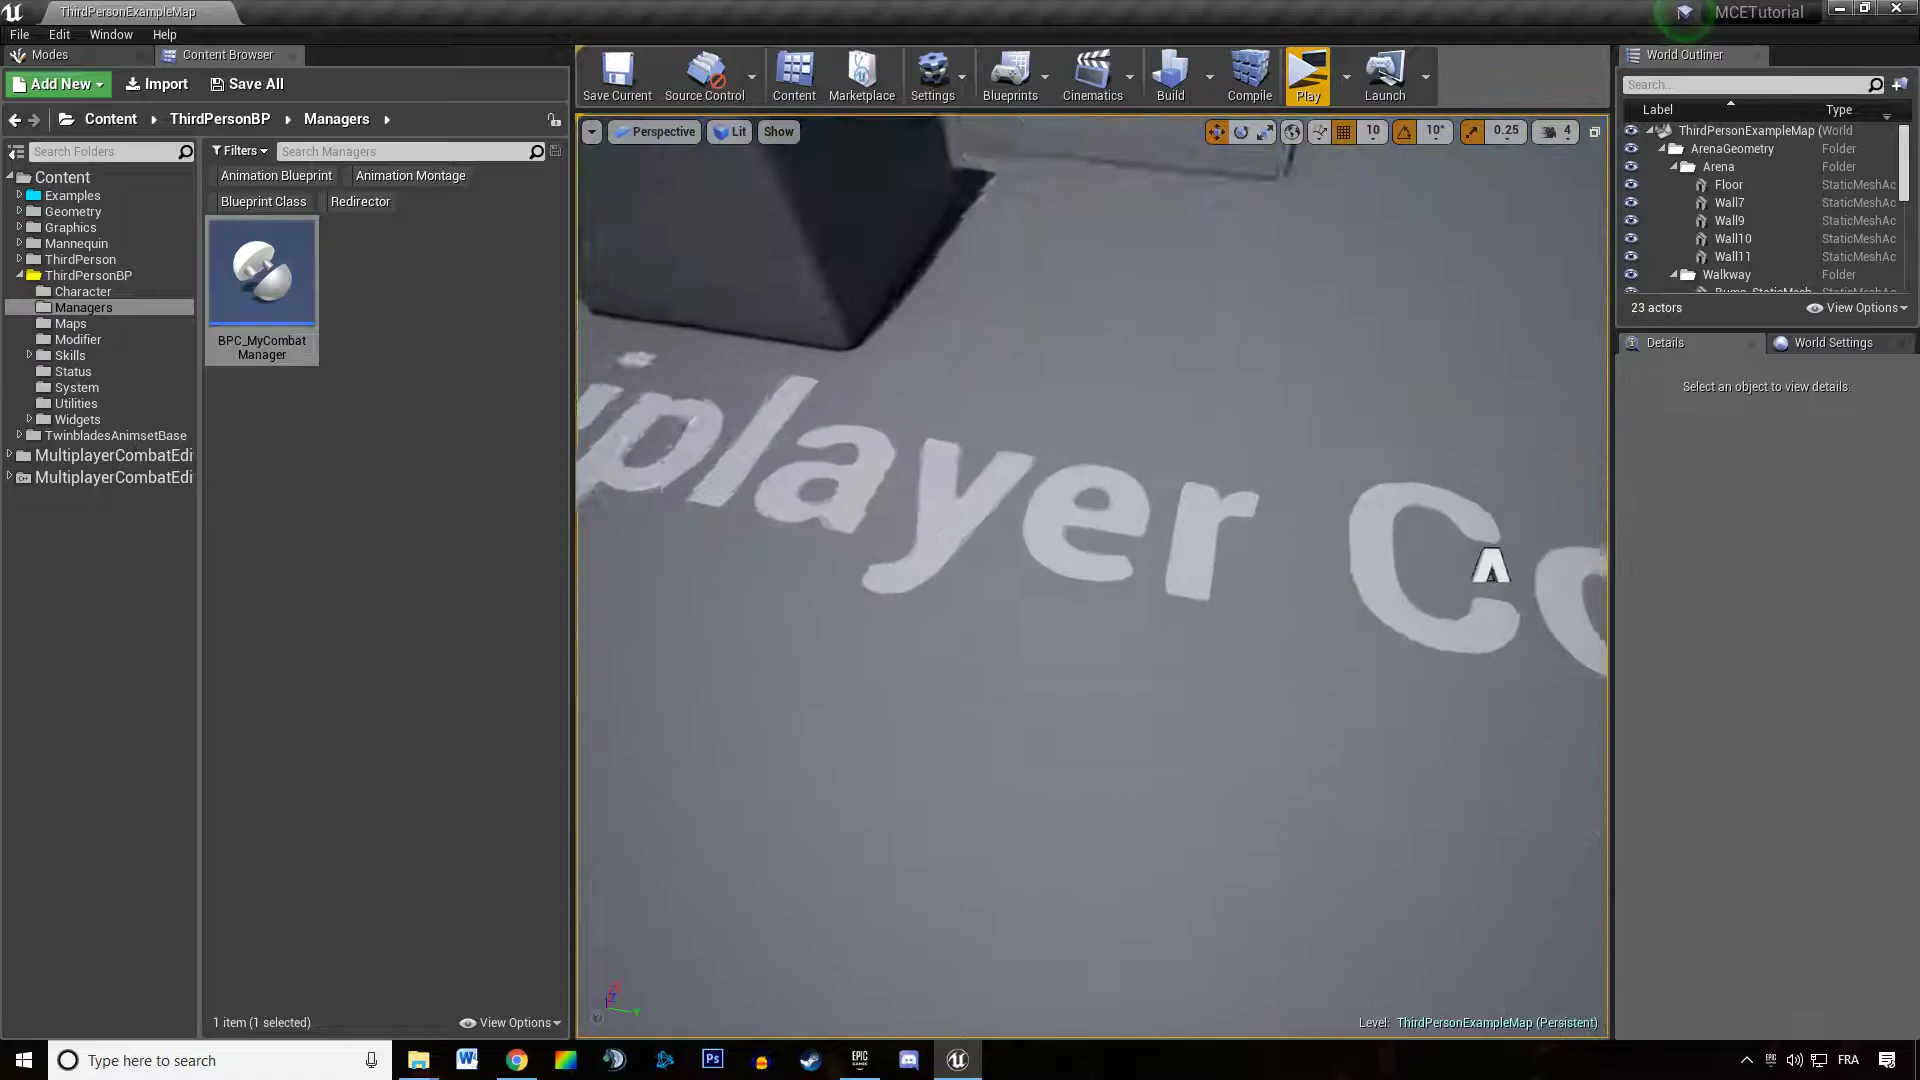 ThirdPersonExampleMap
MCETutorial
File Edit Window Help
Modes
Content Browser
Add New
Import
Save All
Content
ThirdPersonBP
Managers
Search Folders
Filters
Search Managers
Animation Blueprint
Animation Montage
Blueprint Class
Redirector
Content
Examples
Geometry
Graphics
Mannequin
ThirdPerson
ThirdPersonBP
Character
Managers
Maps
Modifier
Skills
Status
System
Utilities
Widgets
TwinbladesAnimsetBase
MultiplayerCombatEdi
MultiplayerCombatEdi
BPC_MyCombat
Manager
1 item (1 selected)
View Options
Save Current
Source Control
Content
Marketplace
Settings
Blueprints
Cinematics
Build
Compile
Play
Launch
Perspective
Lit
Show
10
10°
0.25
4
iplayer Co
Level: ThirdPersonExampleMap (Persistent)
World Outliner
Search...
Label Type
ThirdPersonExampleMap (World
ArenaGeometry Folder
Arena Folder
Floor StaticMeshAc
Wall7 StaticMeshAc
Wall9 StaticMeshAc
Wall10 StaticMeshAc
Wall11 StaticMeshAc
Walkway Folder
23 actors
View Options
Details
World Settings
Select an object to view details.
Type here to search
W
Ps
EPIC
GAMES
FRA